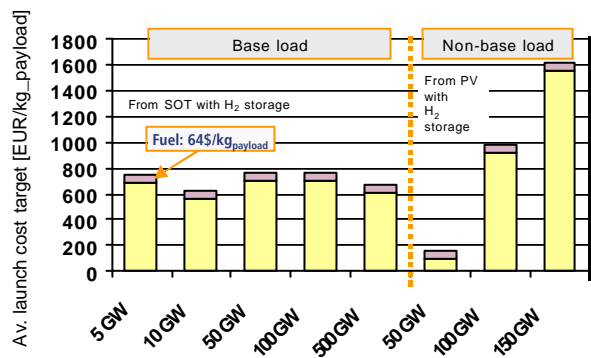 Av. launch cost target [EUR/kg_payload]
1800
1600
1400
1200
1000
800
600
400
200
0
Base load
Non-base load
From SOT with H2 storage
From PV
with
H2
storage
Fuel: 64$/kgpayload
5 GW
10 GW
50 GW
100 GW
500 GW
50 GW
100 GW
150 GW